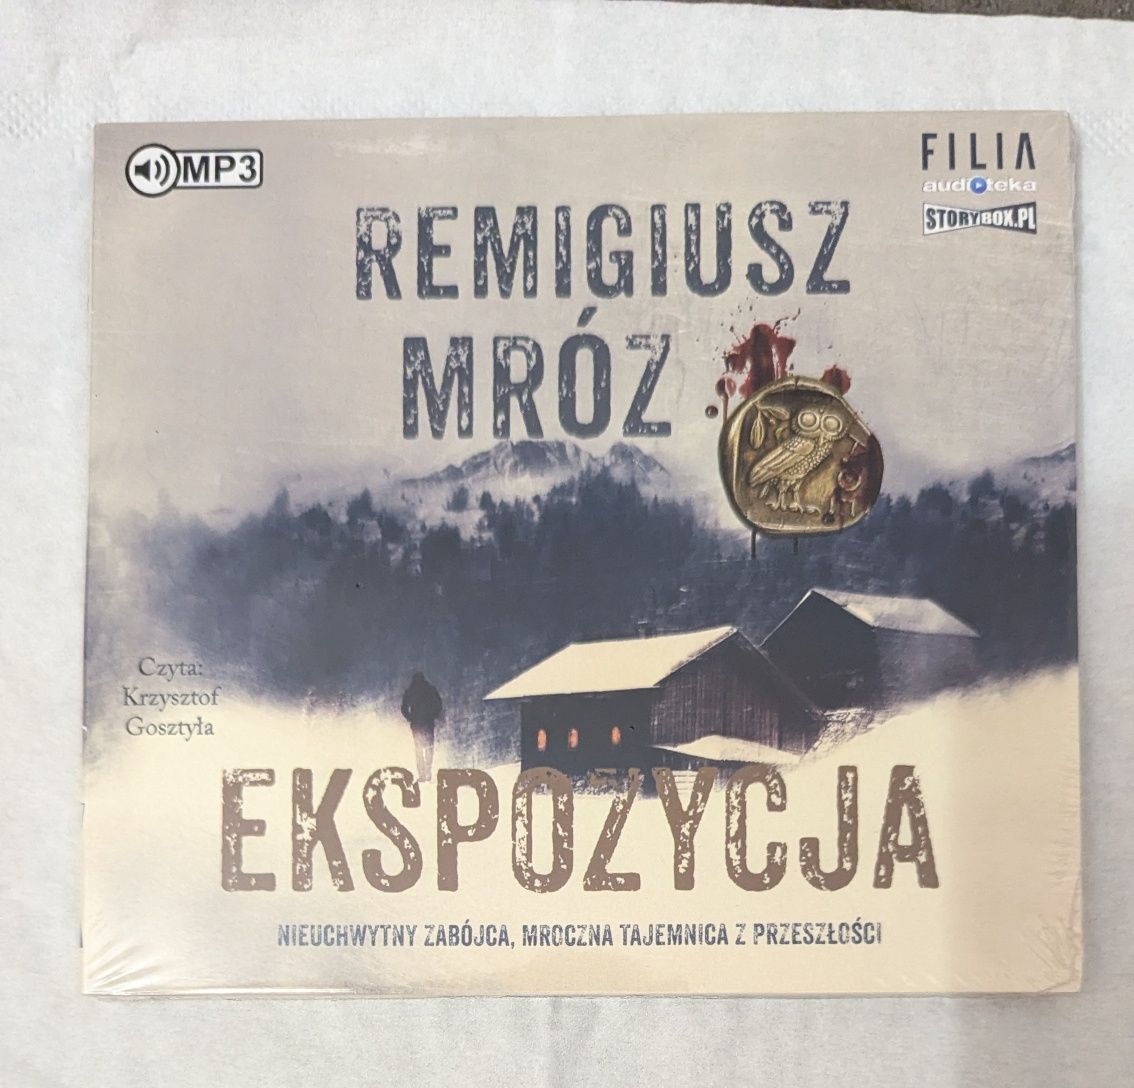 MP3
FILIA
audioteka
STORYBOX.PL
REMIGIUSZ
MRÓZ
Czyta:
Krzysztof
Gosztyła
EKSPOZYCJA
NIEUCHWYTNY ZABÓJCA, MROCZNA TAJEMNICA Z PRZESZŁOŚCI